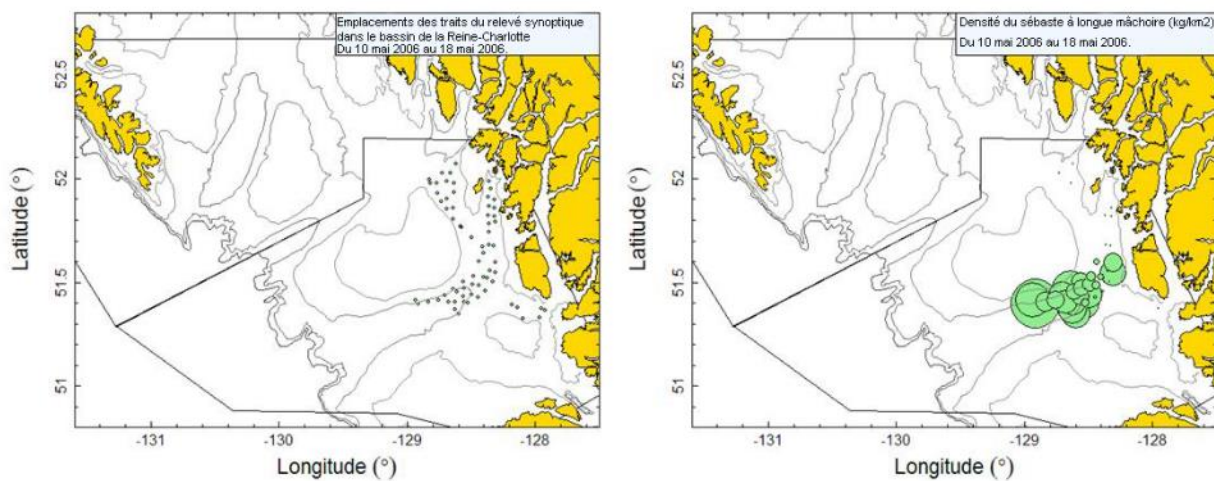 Emplacements des traits du relevé synoptique
dans le bassin de la Reine-Charlotte
Du 10 mai 2006 au 18 mai 2006.
Latitude (°)
52.5
52
51.5
51
-131
-130
-129
-128
Longitude (°)
Densité du sébaste à longue mâchoire (kg/km2)
Du 10 mai 2006 au 18 mai 2006.
Latitude (°)
52.5
52
51.5
51
-131
-130
-129
-128
Longitude (°)